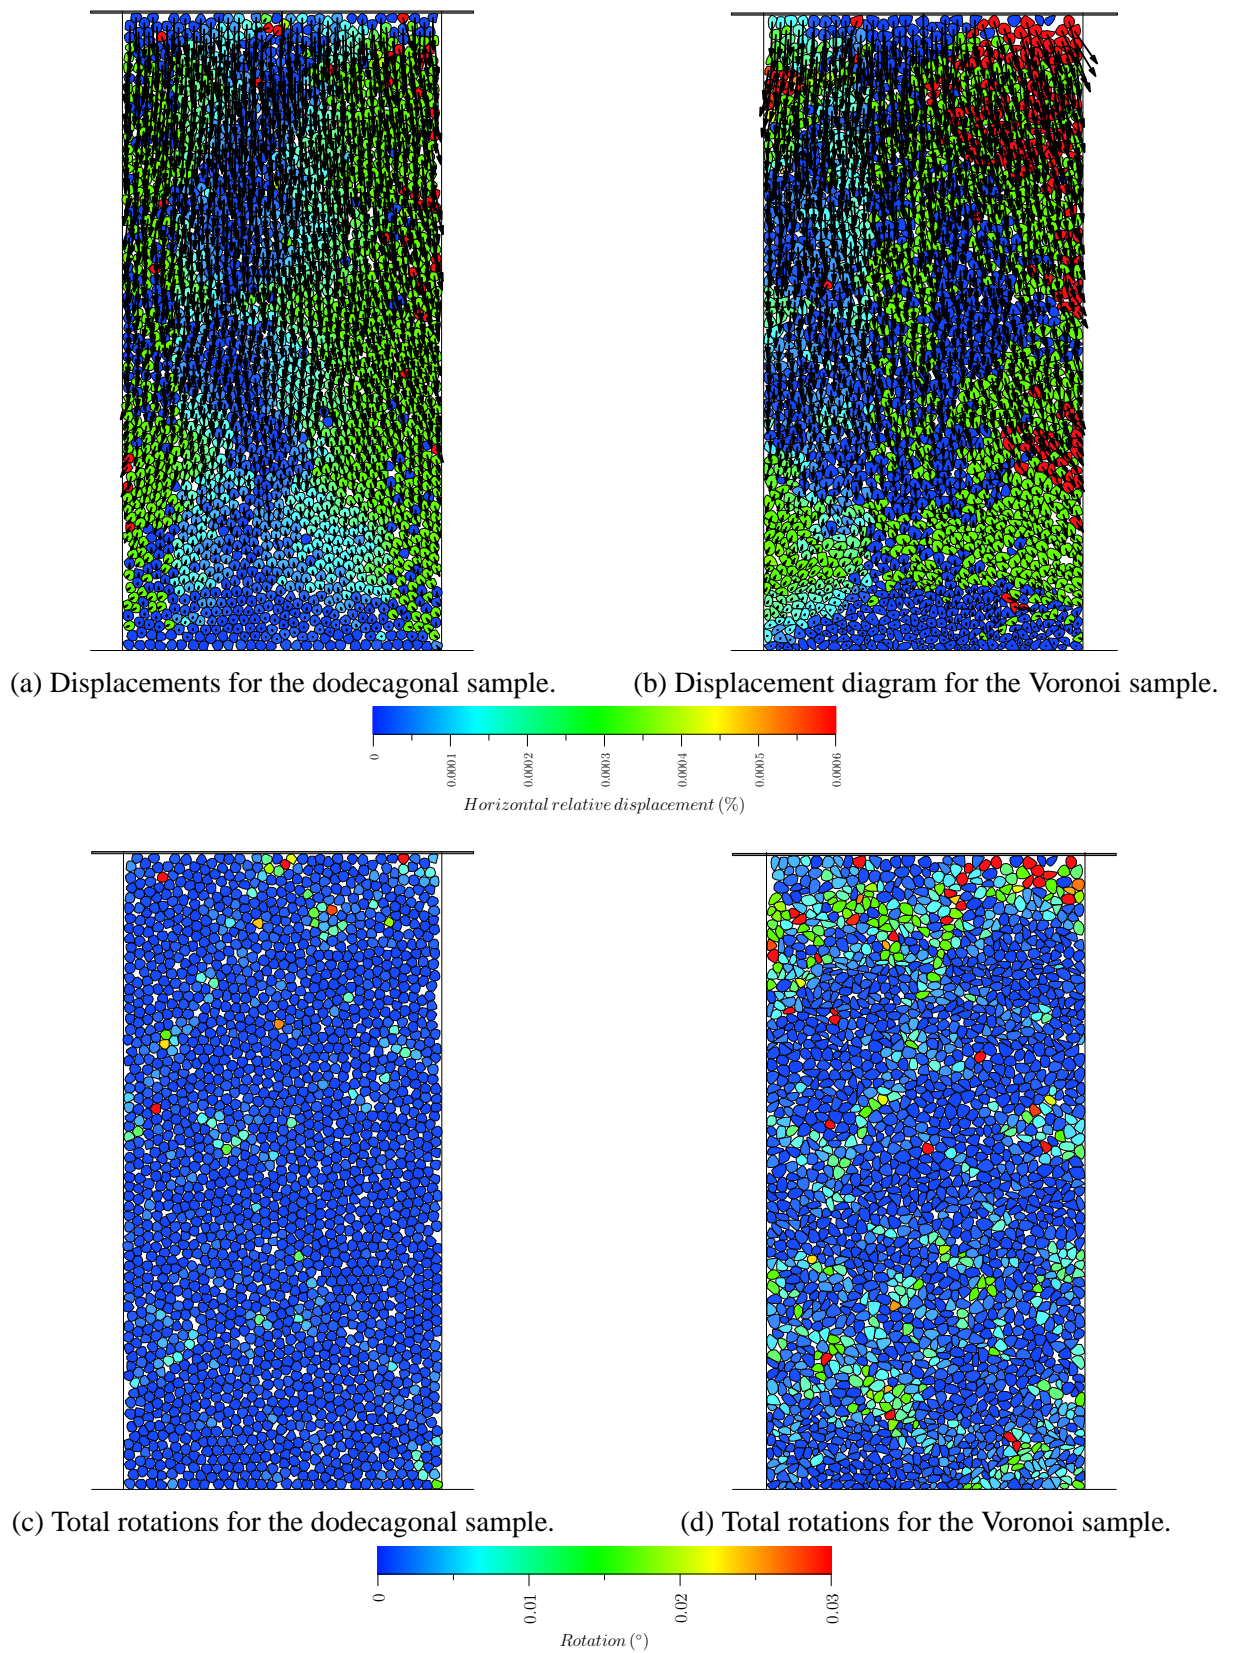 (a) Displacements for the dodecagonal sample.
(b) Displacement diagram for the Voronoi sample.
0 0.0001 0.0002 0.0003 0.0004 0.0005 0.0006
Horizontal relative displacement (%)
(c) Total rotations for the dodecagonal sample.
(d) Total rotations for the Voronoi sample.
0 0.01 0.02 0.03
Rotation (°)